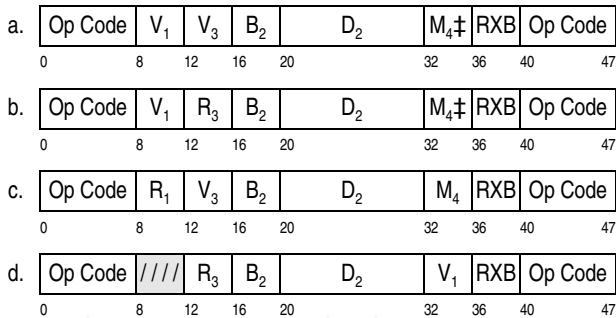 a. Op Code V₁ V₃ B₂ D₂ M₄‡ RXB Op Code
0 8 12 16 20 32 36 40 47
b. Op Code V₁ R₃ B₂ D₂ M₄‡ RXB Op Code
0 8 12 16 20 32 36 40 47
c. Op Code R₁ V₃ B₂ D₂ M₄ RXB Op Code
0 8 12 16 20 32 36 40 47
d. Op Code //// R₃ B₂ D₂ V₁ RXB Op Code
0 8 12 16 20 32 36 40 47